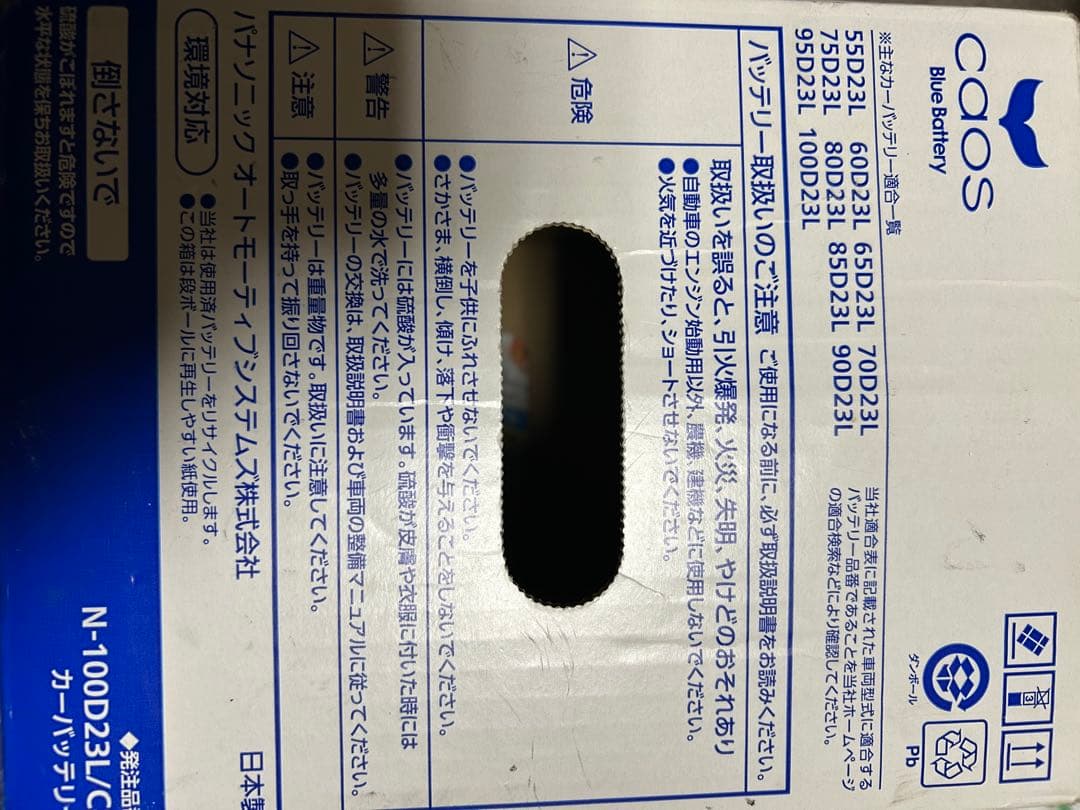 caos
Blue Battery
※主なカーバッテリー適合一覧
55D23L 60D23L 65D23L 70D23L
75D23L 80D23L 85D23L 90D23L
95D23L 100D23L
当社適合表に記載された車両型式に適合する
バッテリー品番であることを当社ホームページ
の適合検索などにより確認してください。
ダンボール
Pb
バッテリー取扱いのご注意 ご使用になる前に、必ず取扱説明書をお読みください。
⚠危険
取扱いを誤ると、引火爆発、火災、失明、やけどのおそれあり
●自動車のエンジン始動用以外、農機、建機などに使用しないでください。
●火気を近づけたり、ショートさせないでください。
●バッテリーを子供にふれさせないでください。
●さかさま、横倒し、傾け、落下や衝撃を与えることをしないでください。
⚠警告
●バッテリーには硫酸が入っています。硫酸が皮膚や衣服に付いた時には
多量の水で洗ってください。
●バッテリーの交換は、取扱説明書および車両の整備マニュアルに従ってください。
⚠注意
●バッテリーは重量物です。取扱いに注意してください。
●取っ手を持って振り回さないでください。
パナソニック オートモーティブシステムズ株式会社
日本製
環境対応
●当社は使用済バッテリーをリサイクルします。
●この箱は段ボールに再生しやすい紙使用。
◆発注品
N-100D23L/C
カーバッテリー
倒さないで
硫酸がこぼれますと危険ですので
水平な状態を保ちお取扱いください。